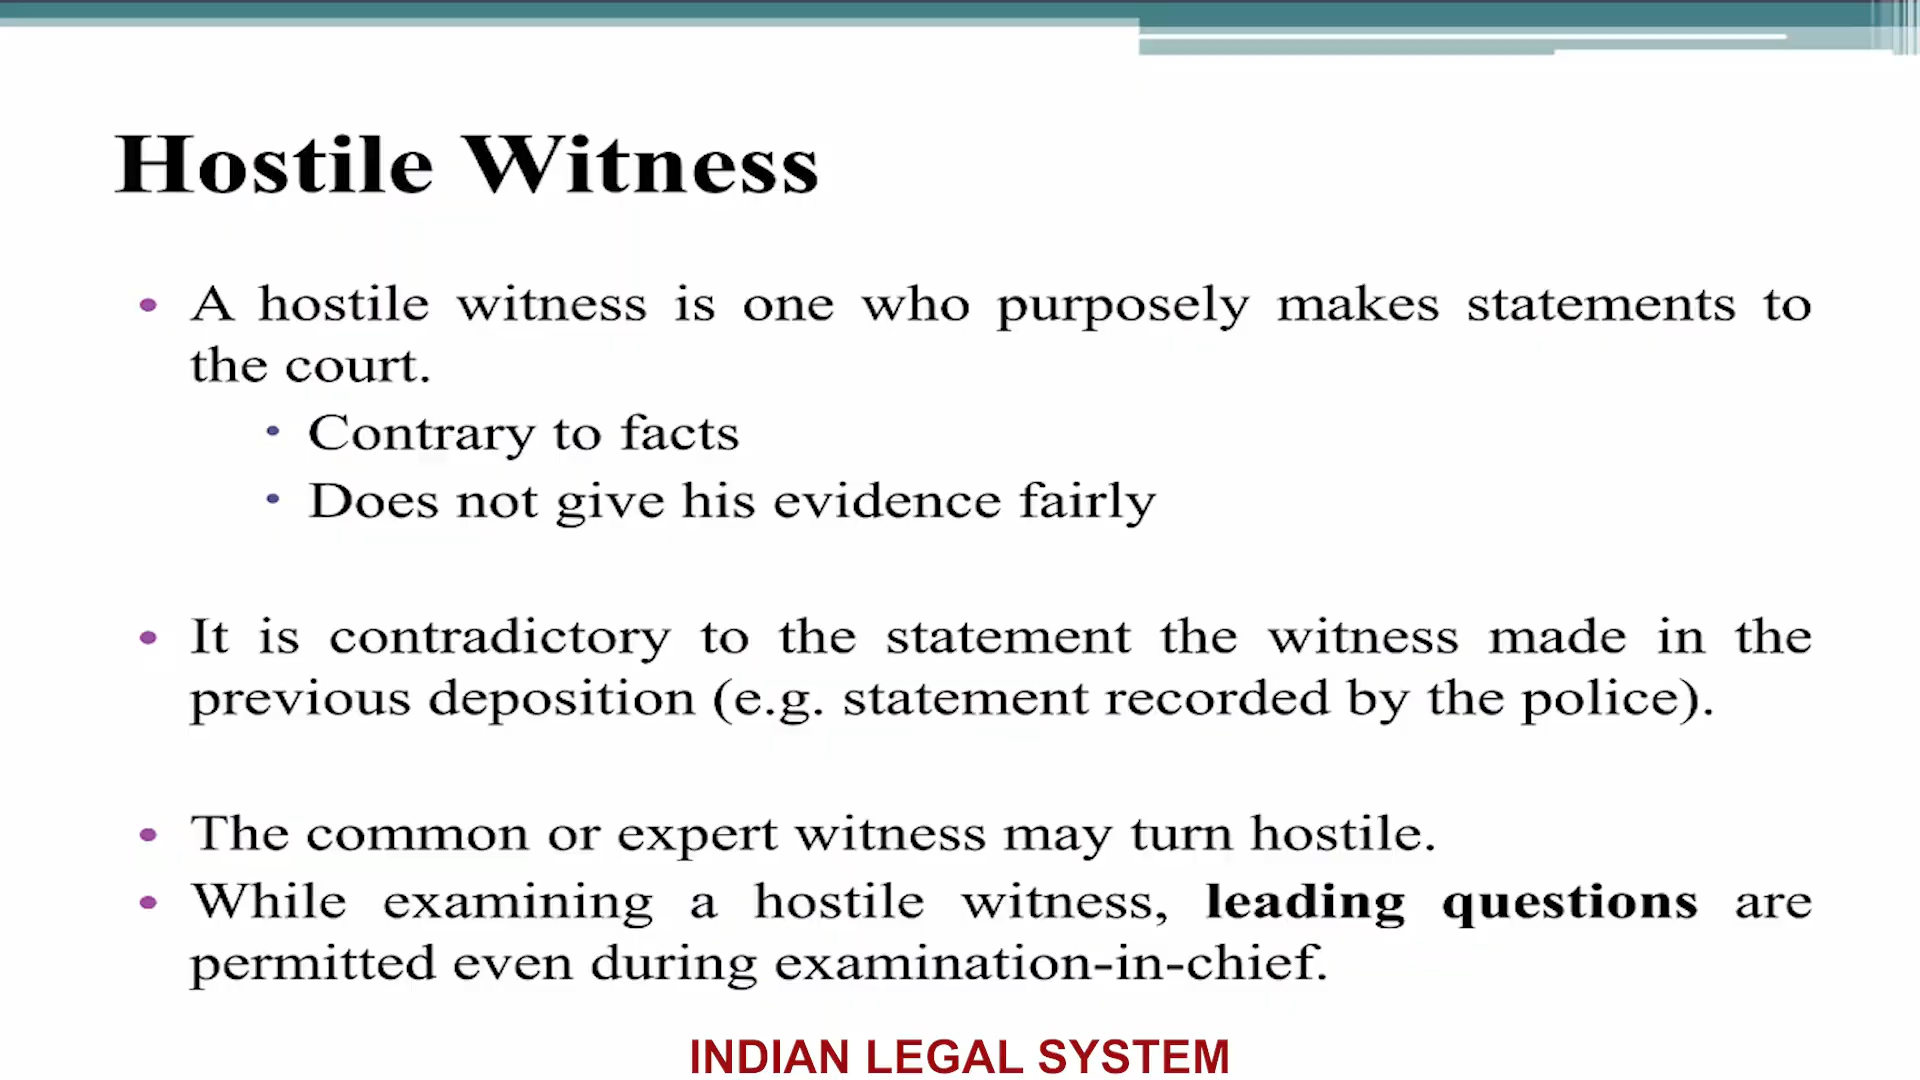 Hostile Witness
• A hostile witness is one who purposely makes statements to
the court.
• Contrary to facts
• Does not give his evidence fairly
• It is contradictory to the statement the witness made in the
previous deposition (e.g. statement recorded by the police).
• The common or expert witness may turn hostile.
• While examining a hostile witness, leading questions are
permitted even during examination-in-chief.
INDIAN LEGAL SYSTEM